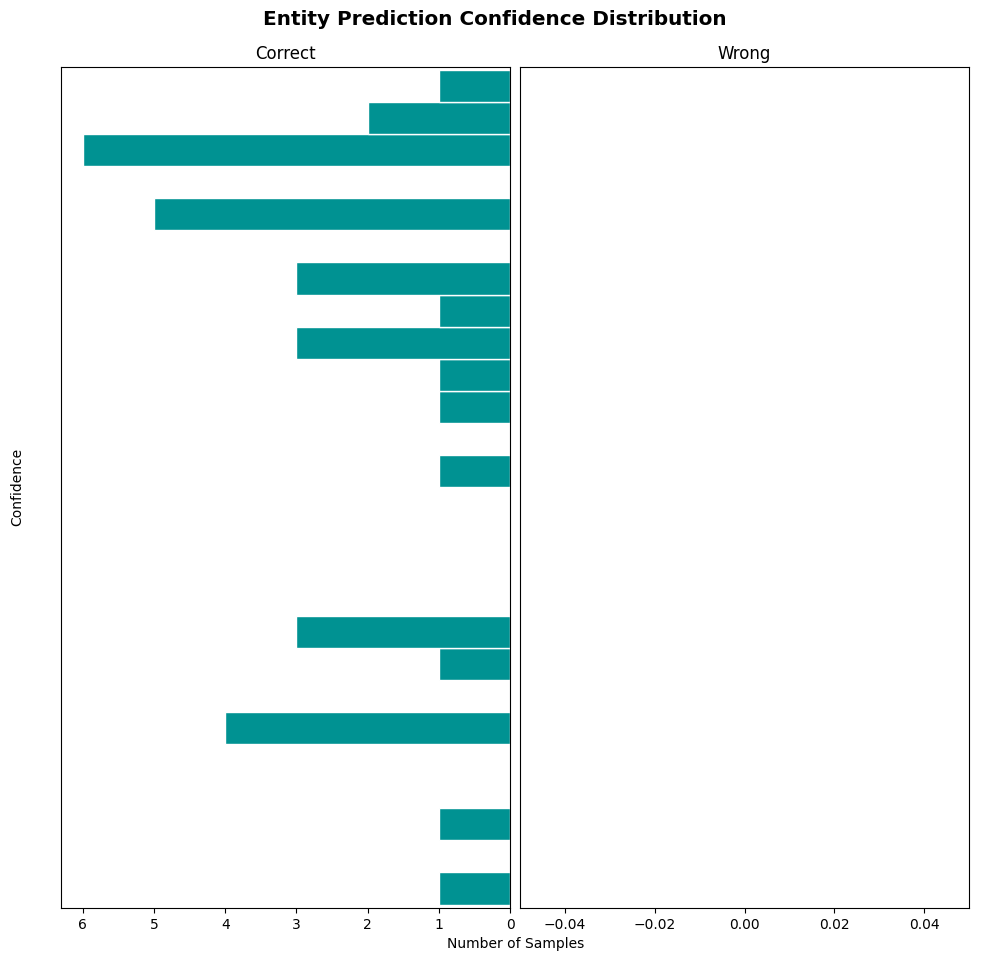 Entity Prediction Confidence Distribution
Correct Wrong
Confidence
6 5 4 3 2 1 0 −0.04 −0.02 0.00 0.02 0.04
Number of Samples